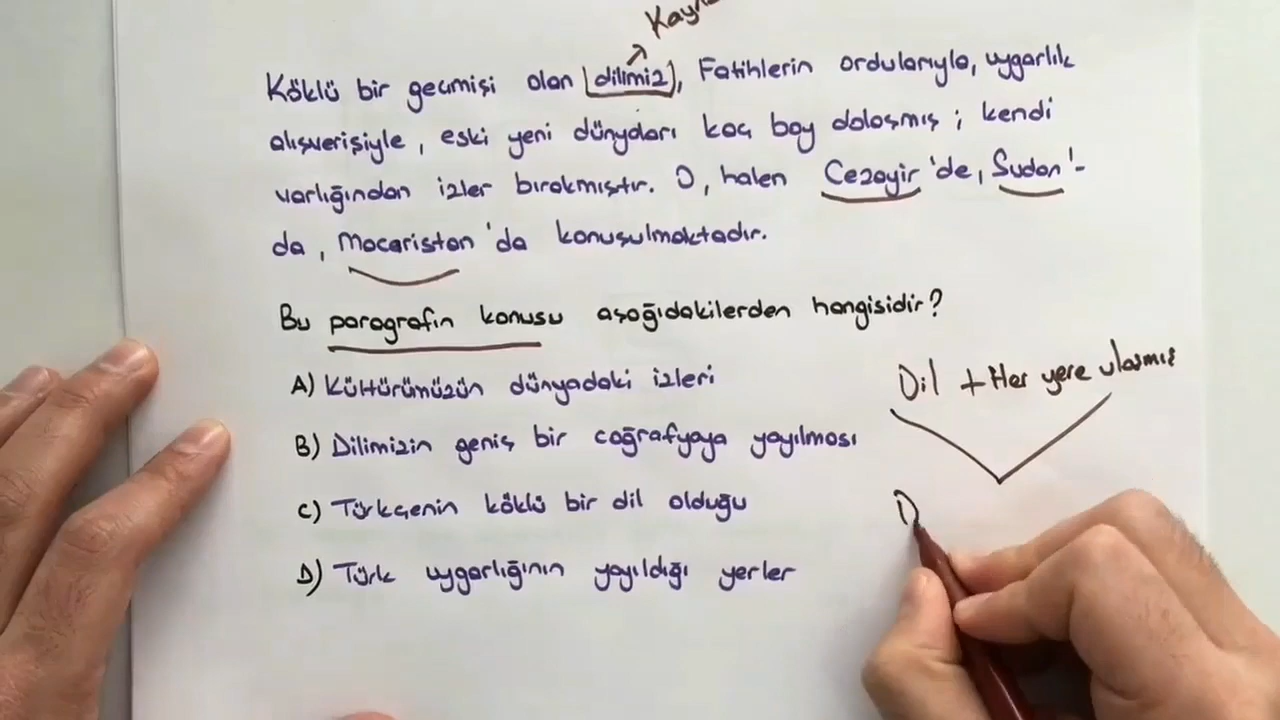 Köklü bir geçmişi olan dilimiz, Fatihlerin ordularıyla, uygarlık
alışverişiyle, eski yeni dünyaları kaç boy dolaşmış; kendi
varlığından izler bırakmıştır. O, halen Cezayir'de, Sudan'-
da, Macaristan'da konuşulmaktadır.
Bu paragrafın konusu aşağıdakilerden hangisidir?
A) Kültürümüzün dünyadaki izleri
B) Dilimizin geniş bir coğrafyaya yayılması
C) Türkçenin köklü bir dil olduğu
D) Türk uygarlığının yayıldığı yerler
Dil + Her yere ulaşmış
D